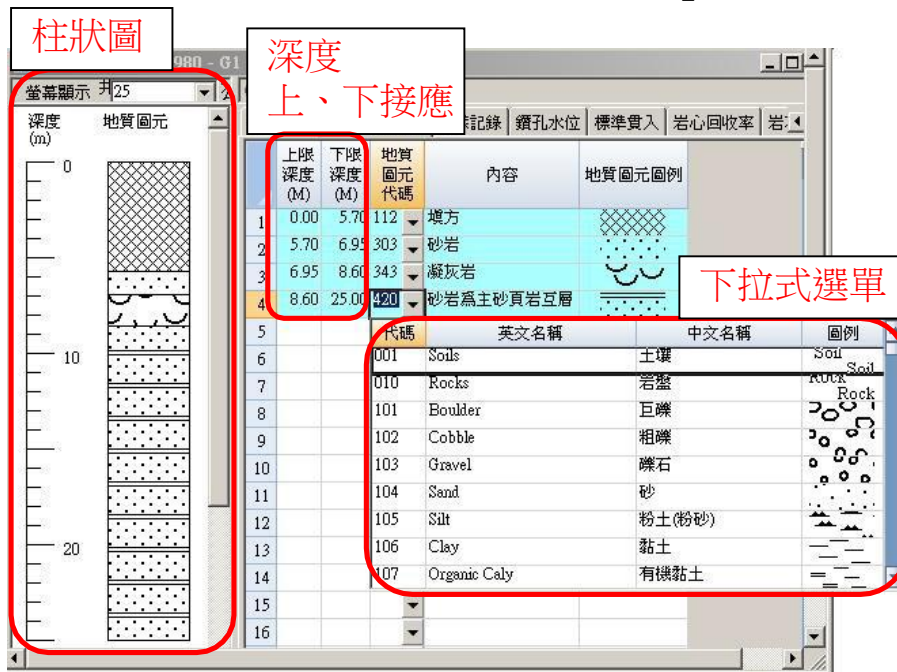 柱狀圖
深度
上、下接應
980 - G1
螢幕顯示 共25
深度
(m)
地質圖元
0
10
20
記錄 鑽孔水位 標準貫入 岩心回收率 岩
上限深度(M) 下限深度(M) 地質圖元代碼 內容 地質圖元圖例
1 0.00 5.70 112 填方
2 5.70 6.95 303 砂岩
3 6.95 8.60 343 凝灰岩
4 8.60 25.00 420 砂岩為主砂頁岩互層
下拉式選單
5 代碼 英文名稱 中文名稱 圖例
6 001 Soils 土壤 Soil Soil
7 010 Rocks 岩盤 Rock Rock
8 101 Boulder 巨礫
9 102 Cobble 粗礫
10 103 Gravel 礫石
11 104 Sand 砂
12 105 Silt 粉土(粉砂)
13 106 Clay 黏土
14 107 Organic Caly 有機黏土
15
16